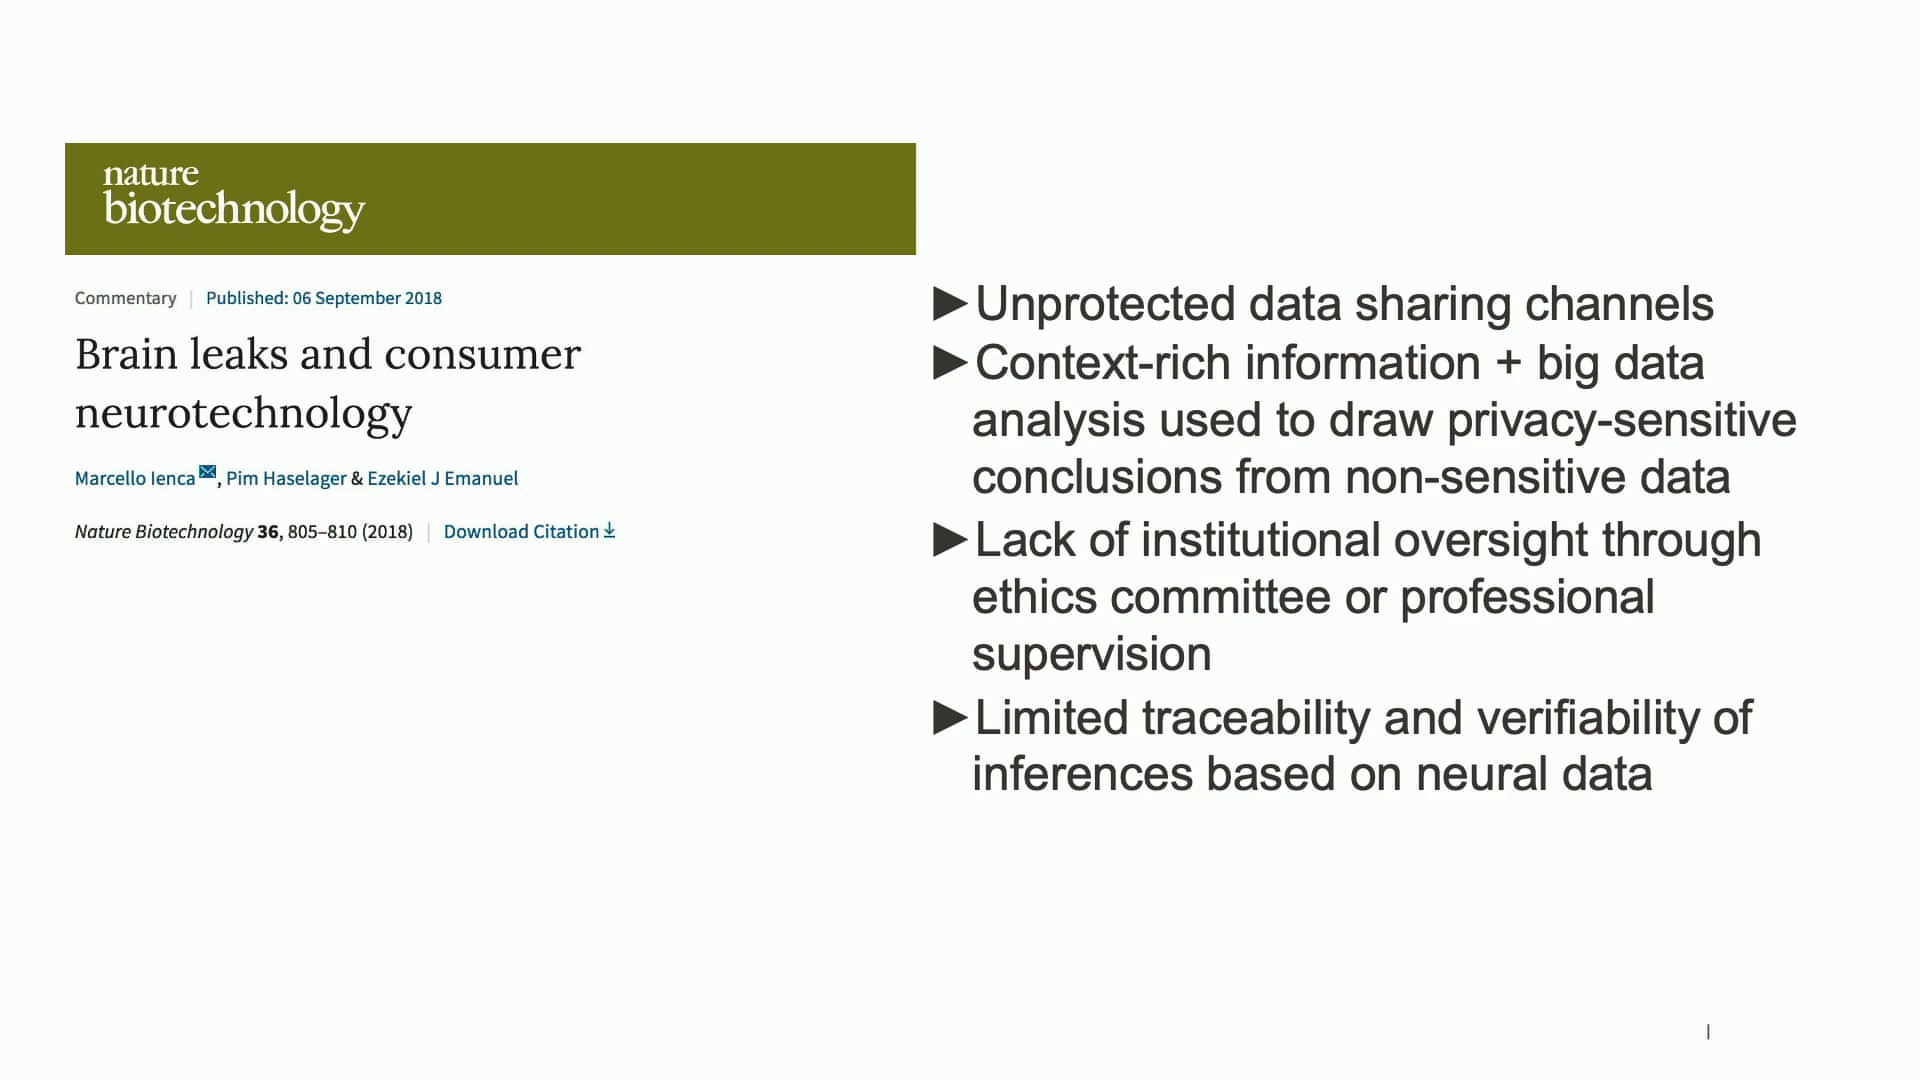 nature
biotechnology
Commentary | Published: 06 September 2018
Brain leaks and consumer
neurotechnology
Marcello Ienca, Pim Haselager & Ezekiel J Emanuel
Nature Biotechnology 36, 805–810 (2018) | Download Citation
►Unprotected data sharing channels
►Context-rich information + big data
analysis used to draw privacy-sensitive
conclusions from non-sensitive data
►Lack of institutional oversight through
ethics committee or professional
supervision
►Limited traceability and verifiability of
inferences based on neural data
|